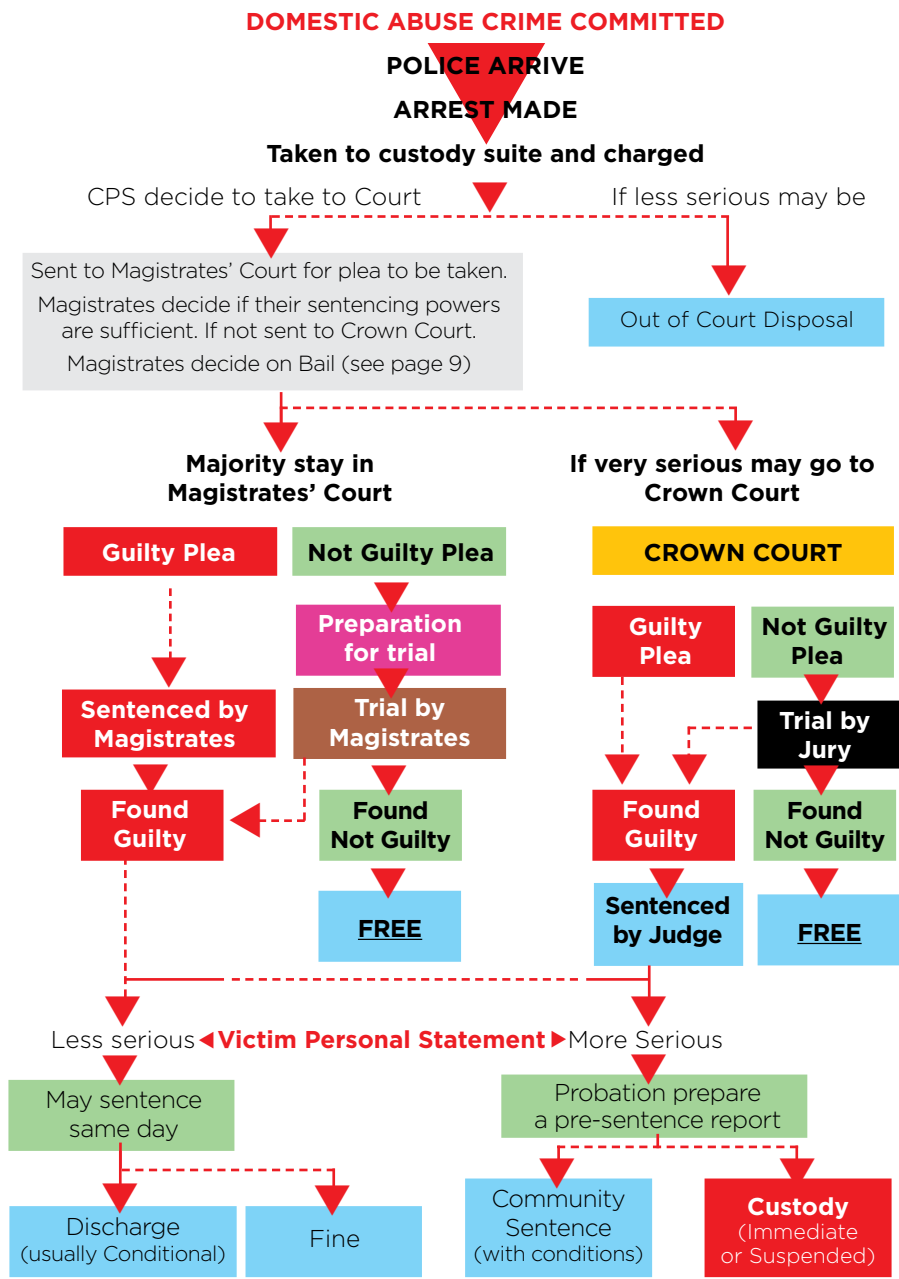 DOMESTIC ABUSE CRIME COMMITTED
POLICE ARRIVE
ARREST MADE
Taken to custody suite and charged
CPS decide to take to Court
If less serious may be
Sent to Magistrates’ Court for plea to be taken.
Magistrates decide if their sentencing powers
are sufficient. If not sent to Crown Court.
Magistrates decide on Bail (see page 9)
Out of Court Disposal
Majority stay in
Magistrates’ Court
If very serious may go to
Crown Court
Guilty Plea
Not Guilty Plea
CROWN COURT
Preparation
for trial
Guilty
Plea
Not Guilty
Plea
Sentenced by
Magistrates
Trial by
Magistrates
Trial by
Jury
Found
Guilty
Found
Not Guilty
Found
Guilty
Found
Not Guilty
FREE
Sentenced
by Judge
FREE
Less serious
Victim Personal Statement
More Serious
May sentence
same day
Probation prepare
a pre-sentence report
Discharge
(usually Conditional)
Fine
Community
Sentence
(with conditions)
Custody
(Immediate
or Suspended)